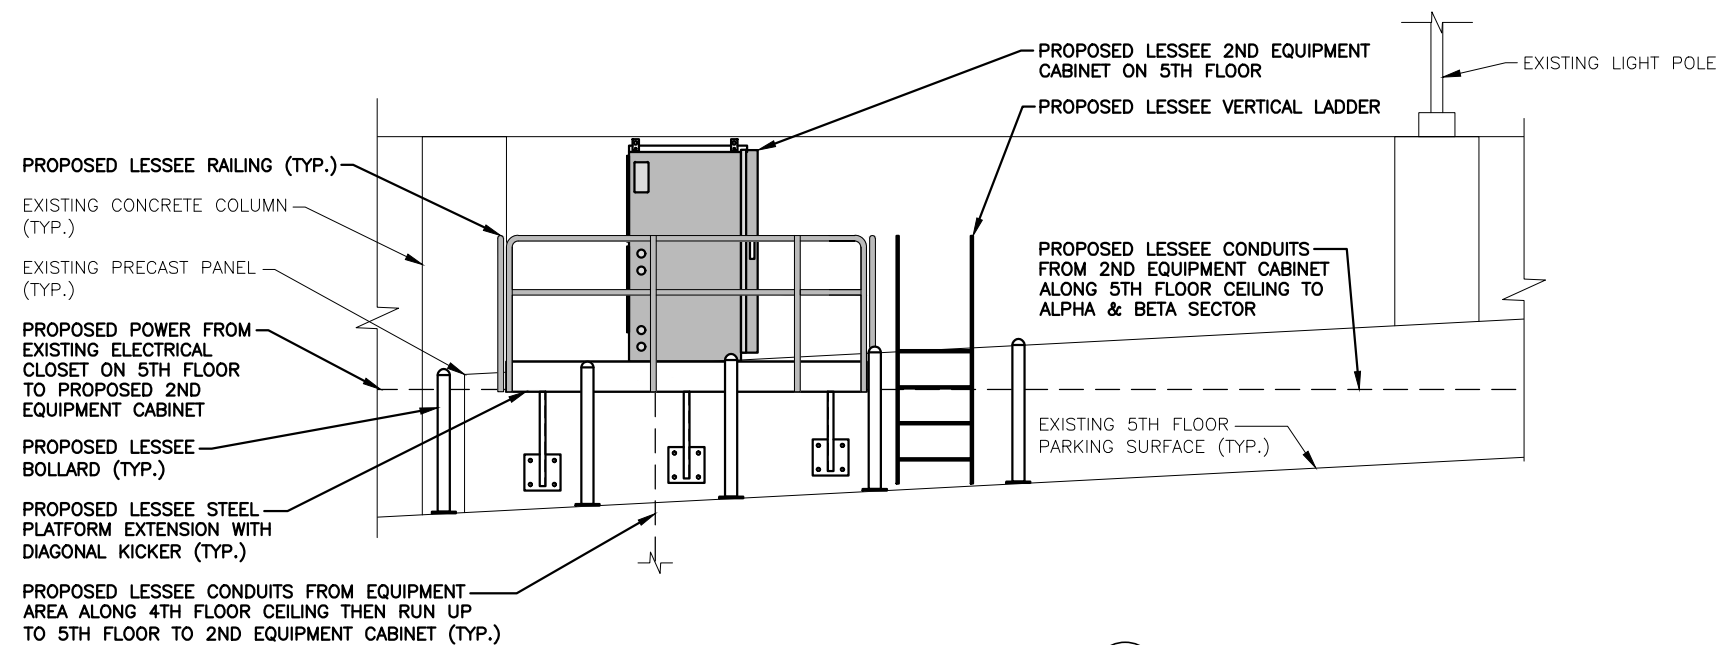 PROPOSED LESSEE 2ND EQUIPMENT
CABINET ON 5TH FLOOR
EXISTING LIGHT POLE
PROPOSED LESSEE VERTICAL LADDER
PROPOSED LESSEE RAILING (TYP.)
EXISTING CONCRETE COLUMN
(TYP.)
EXISTING PRECAST PANEL
(TYP.)
PROPOSED POWER FROM
EXISTING ELECTRICAL
CLOSET ON 5TH FLOOR
TO PROPOSED 2ND
EQUIPMENT CABINET
PROPOSED LESSEE
BOLLARD (TYP.)
PROPOSED LESSEE STEEL
PLATFORM EXTENSION WITH
DIAGONAL KICKER (TYP.)
PROPOSED LESSEE CONDUITS FROM EQUIPMENT
AREA ALONG 4TH FLOOR CEILING THEN RUN UP
TO 5TH FLOOR TO 2ND EQUIPMENT CABINET (TYP.)
PROPOSED LESSEE CONDUITS
FROM 2ND EQUIPMENT CABINET
ALONG 5TH FLOOR CEILING TO
ALPHA & BETA SECTOR
EXISTING 5TH FLOOR
PARKING SURFACE (TYP.)